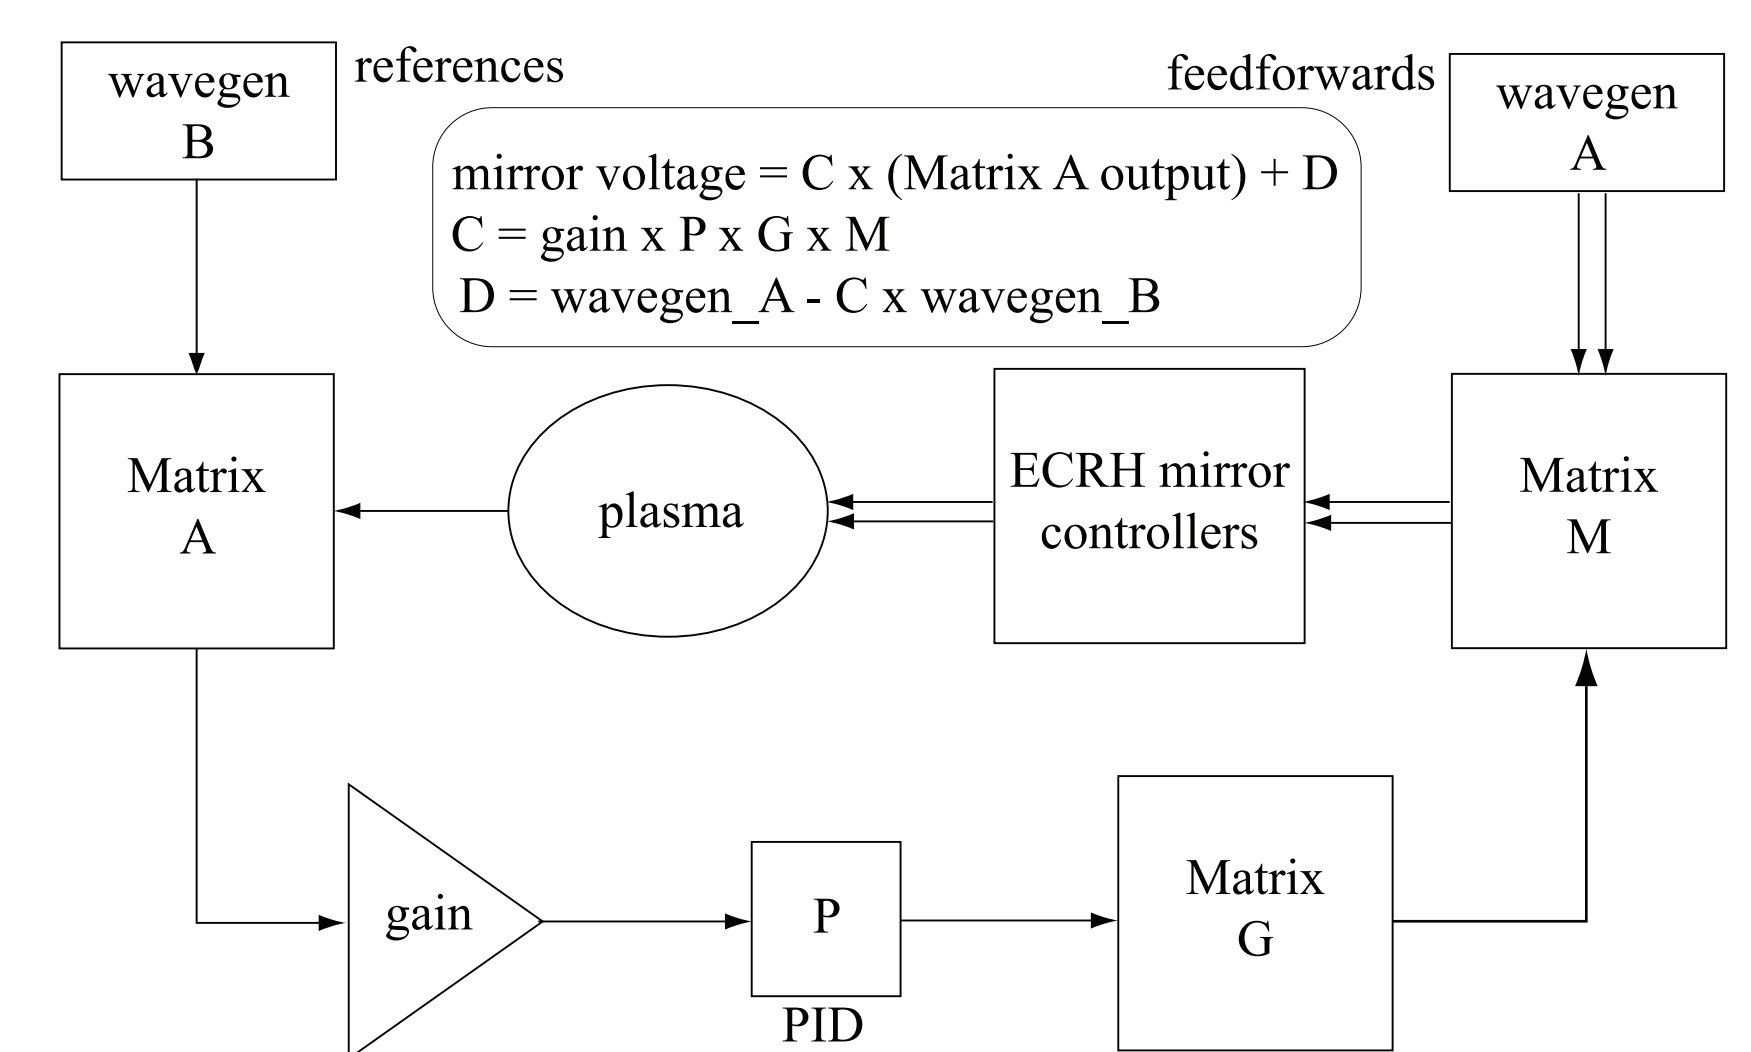 wavegen
B
references
feedforwards
wavegen
A
mirror voltage = C x (Matrix A output) + D
C = gain x P x G x M
D = wavegen_A - C x wavegen_B
Matrix
A
plasma
ECRH mirror
controllers
Matrix
M
gain
P
PID
Matrix
G